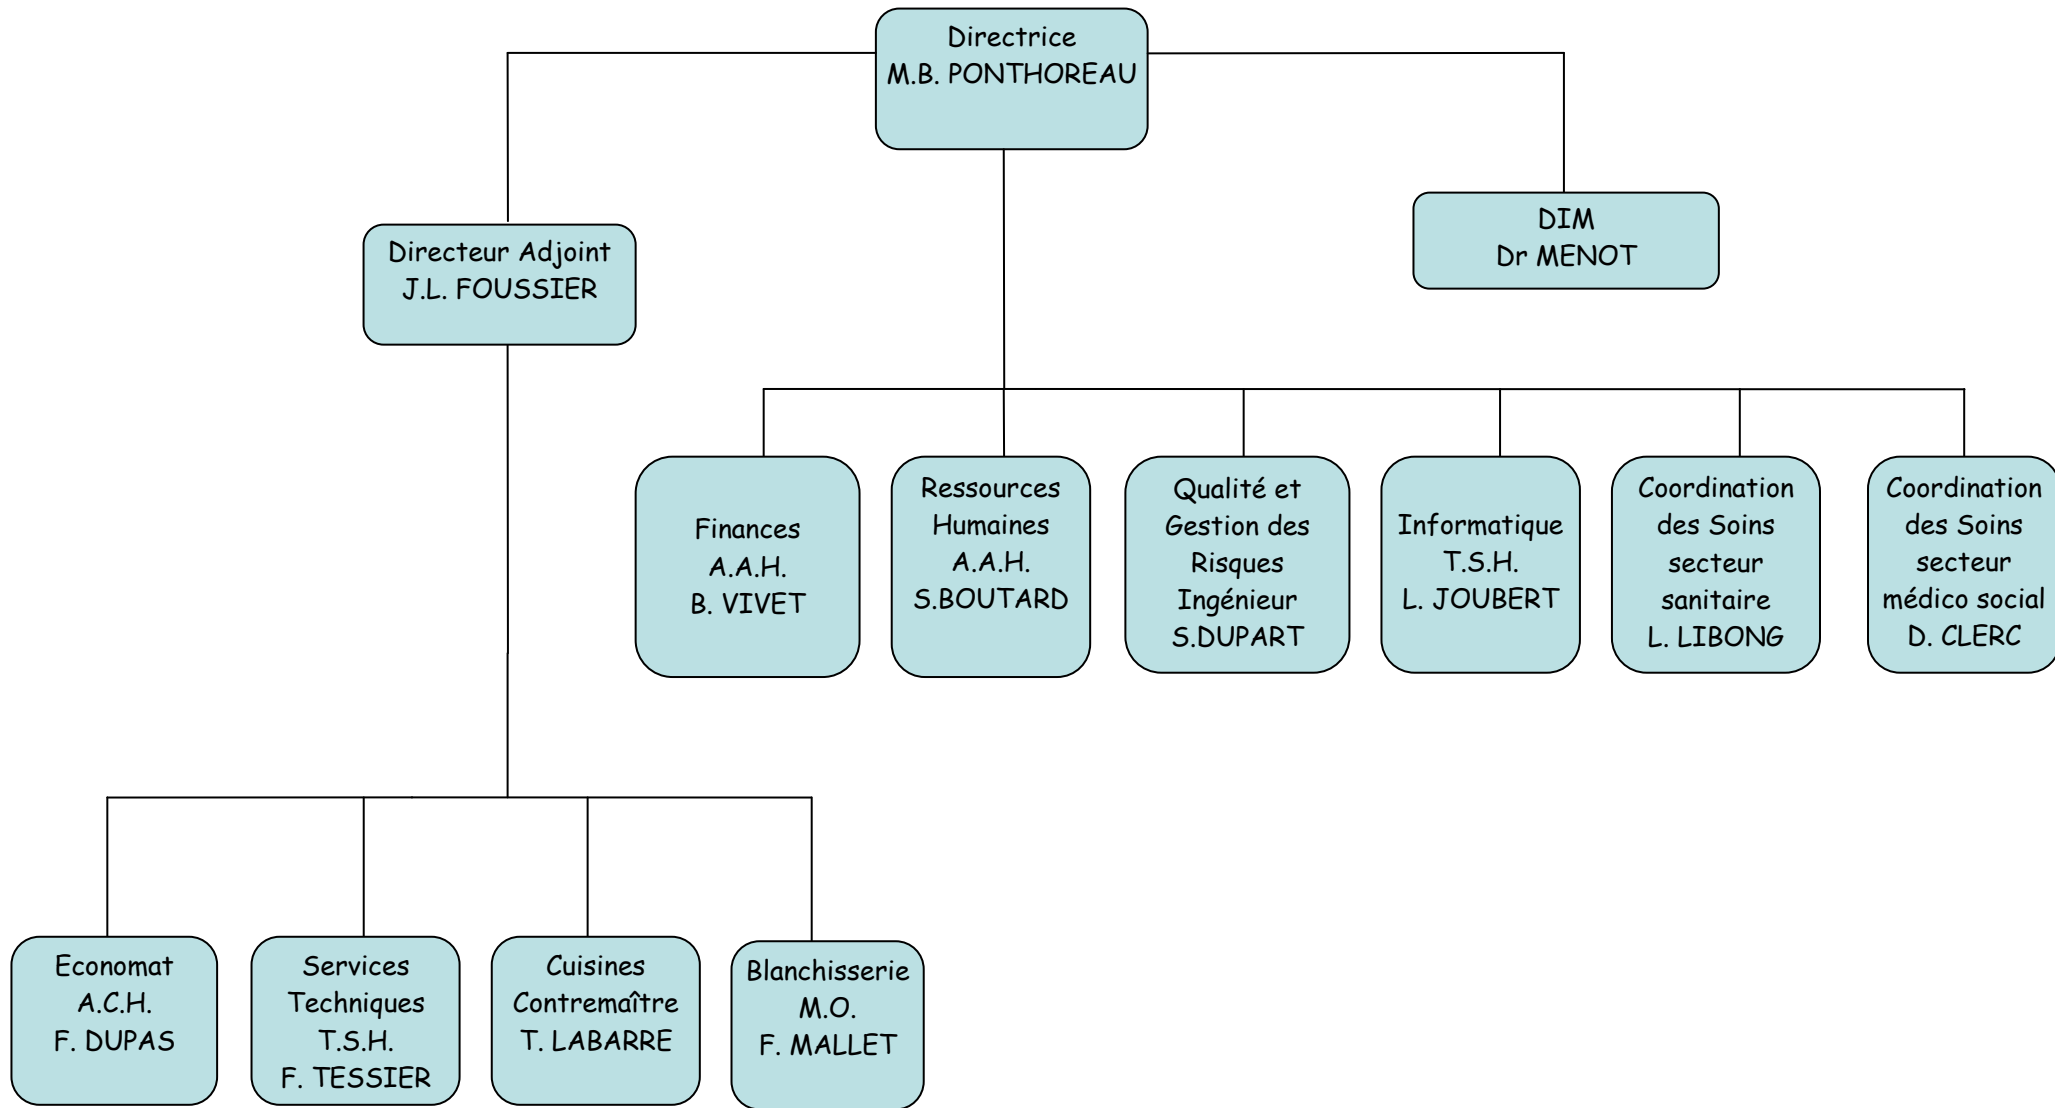 Directrice
M.B. PONTHOREAU
Directeur Adjoint
J.L. FOUSSIER
DIM
Dr MENOT
Finances
A.A.H.
B. VIVET
Ressources
Humaines
A.A.H.
S.BOUTARD
Qualité et
Gestion des
Risques
Ingénieur
S.DUPART
Informatique
T.S.H.
L. JOUBERT
Coordination
des Soins
secteur
sanitaire
L. LIBONG
Coordination
des Soins
secteur
médico social
D. CLERC
Economat
A.C.H.
F. DUPAS
Services
Techniques
T.S.H.
F. TESSIER
Cuisines
Contremaître
T. LABARRE
Blanchisserie
M.O.
F. MALLET